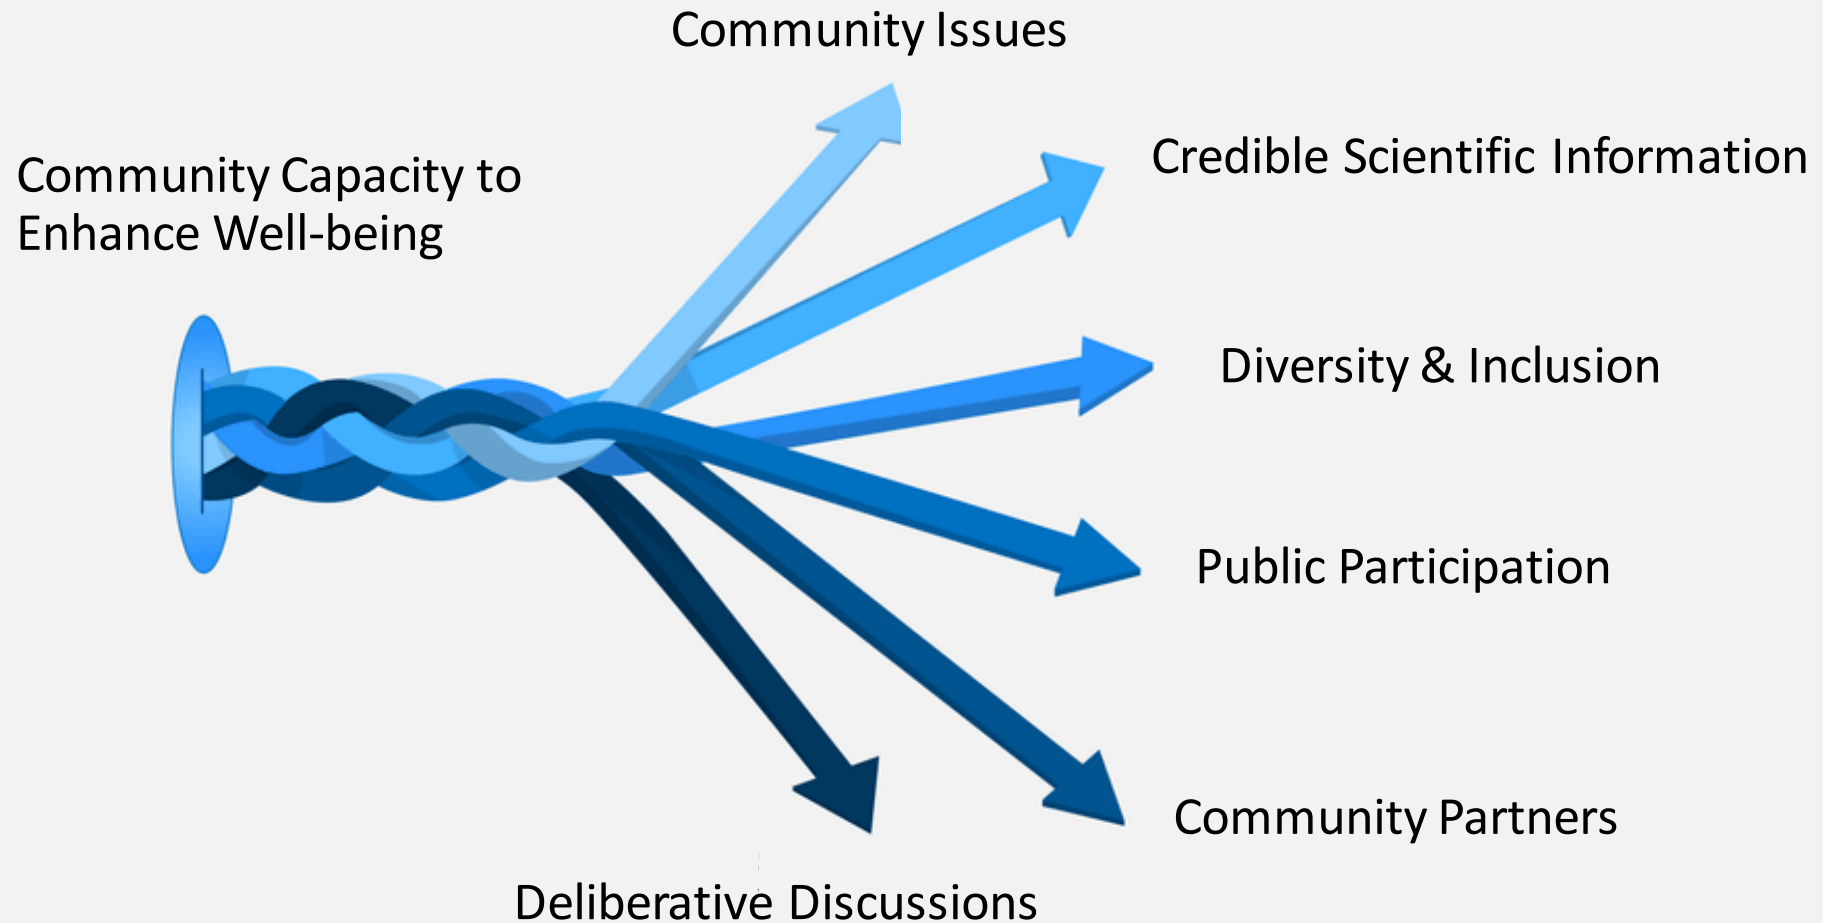 Community Issues
Credible Scientific Information
Community Capacity to
Enhance Well-being
Diversity & Inclusion
Public Participation
Community Partners
Deliberative Discussions